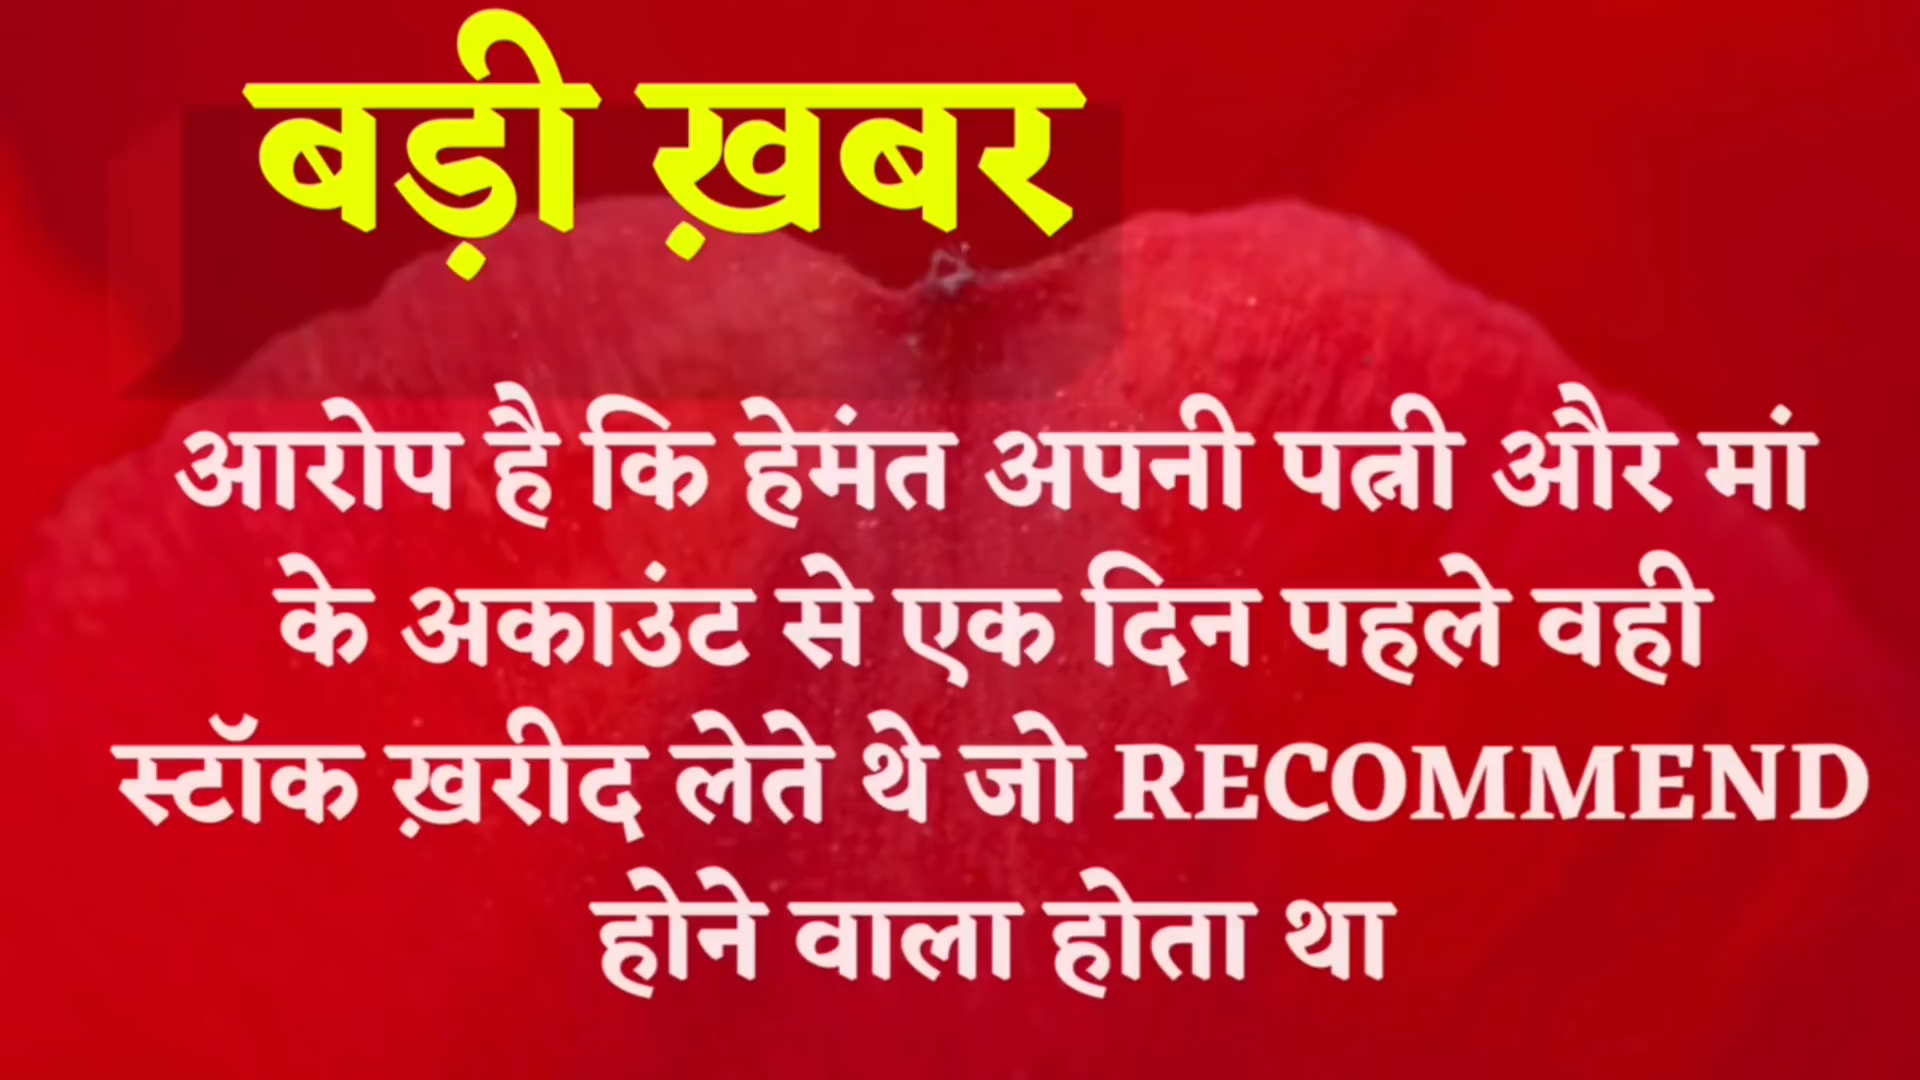 बड़ी ख़बर
आरोप है कि हेमंत अपनी पत्नी और मां
के अकाउंट से एक दिन पहले वही
स्टॉक ख़रीद लेते थे जो RECOMMEND
होने वाला होता था